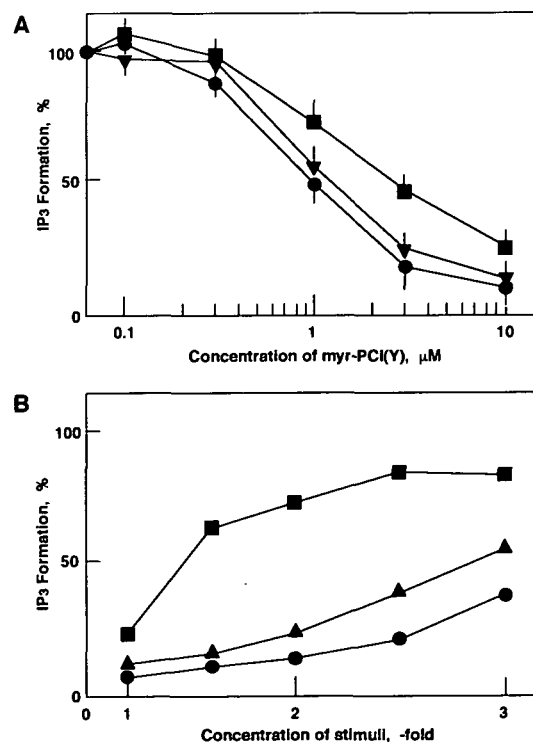 A
IP3 Formation, %
100
50
0
0.1
1
3
10
Concentration of myr-PCI(Y), μM
B
IP3 Formation, %
100
50
0
0
1
2
3
Concentration of stimuli, -fold